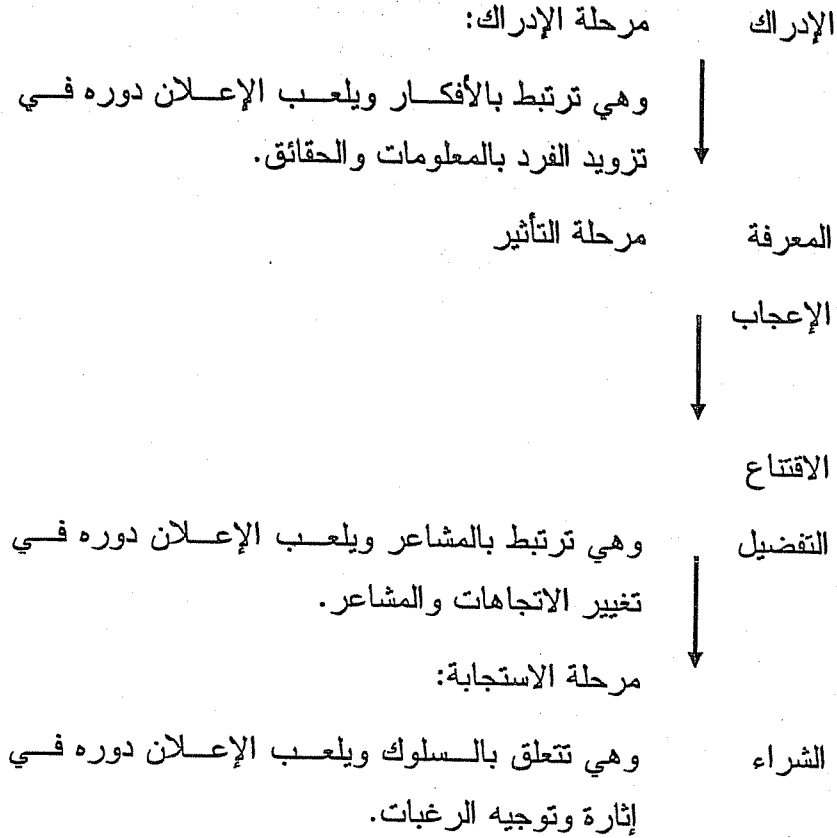 الإدراك مرحلة الإدراك:
وهي ترتبط بالأفكار ويلعب الإعلان دوره في
تزويد الفرد بالمعلومات والحقائق.
المعرفة مرحلة التأثير
الإعجاب
الاقتناع
التفضيل وهي ترتبط بالمشاعر ويلعب الإعلان دوره في
تغيير الاتجاهات والمشاعر.
مرحلة الاستجابة:
الشراء وهي تتعلق بالسلوك ويلعب الإعلان دوره في
إثارة وتوجيه الرغبات.